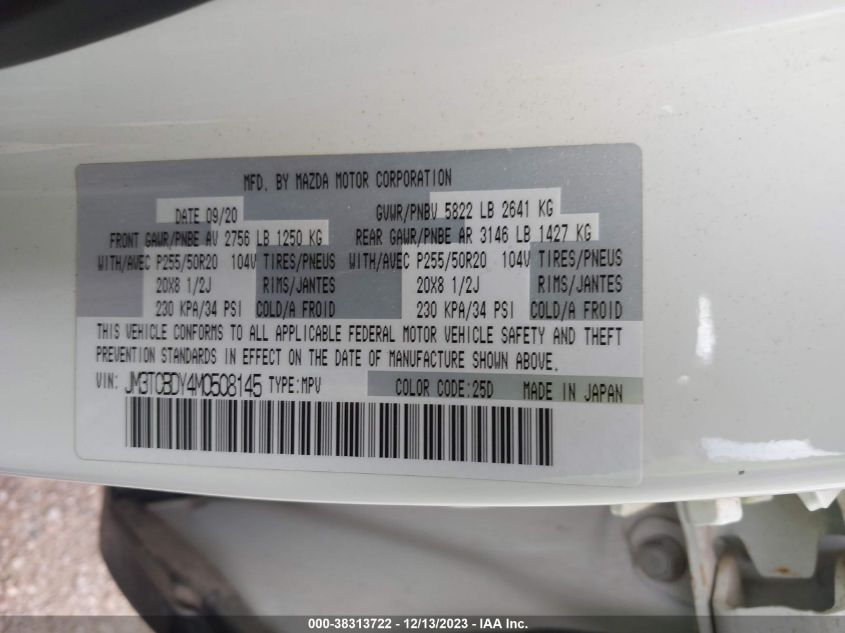 MFD. BY MAZDA MOTOR CORPORATION
DATE 09/20 GVWR/PNBV 5822 LB 2641 KG
FRONT GAWR/PNBE AV 2756 LB 1250 KG REAR GAWR/PNBE AR 3146 LB 1427 KG
WITH/AVEC P255/50R20 104V TIRES/PNEUS WITH/AVEC P255/50R20 104V TIRES/PNEUS
20X8 1/2J RIMS/JANTES 20X8 1/2J RIMS/JANTES
230 KPA/34 PSI COLD/A FROID 230 KPA/34 PSI COLD/A FROID
THIS VEHICLE CONFORMS TO ALL APPLICABLE FEDERAL MOTOR VEHICLE SAFETY AND THEFT
PREVENTION STANDARDS IN EFFECT ON THE DATE OF MANUFACTURE SHOWN ABOVE.
VIN: JM3TCBDY4M0508145 TYPE:MPV COLOR CODE:25D MADE IN JAPAN
000-38313722 - 12/13/2023 - IAA Inc.